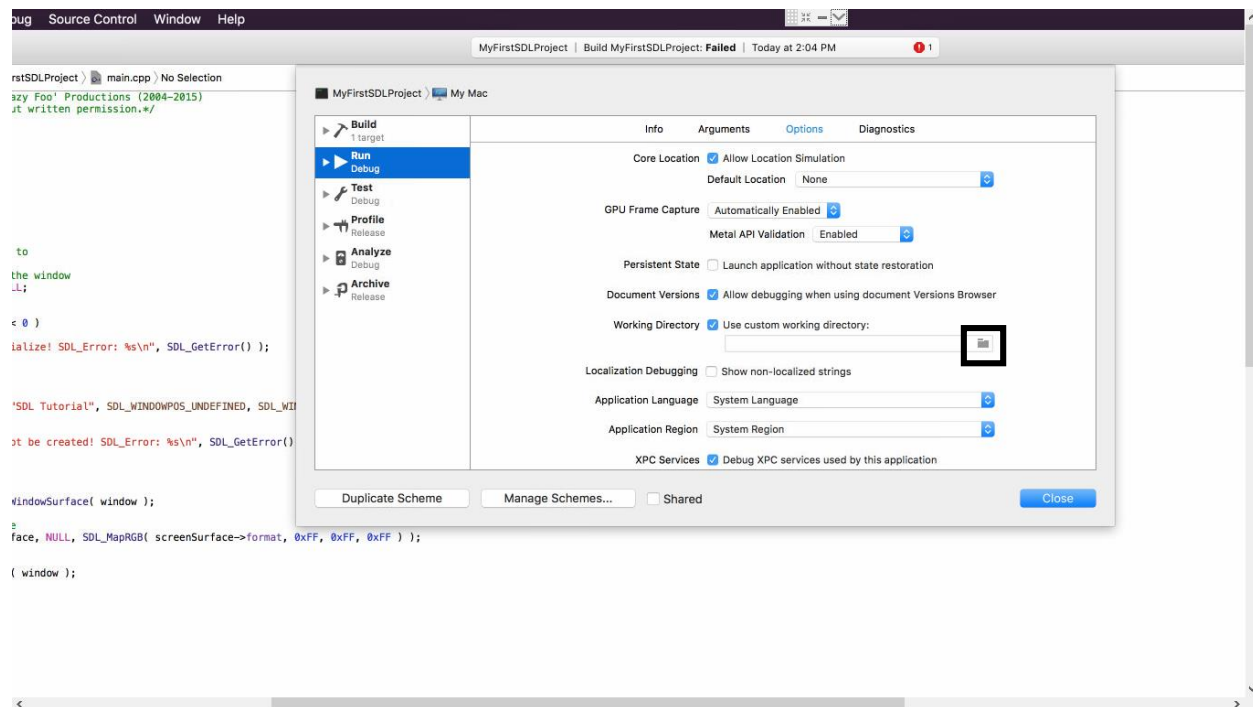 bug Source Control Window Help
MyFirstSDLProject | Build MyFirstSDLProject: Failed | Today at 2:04 PM 1
rstSDLProject main.cpp No Selection
azy Foo' Productions (2004-2015)
ut written permission.*/
to
the window
LL;
< 0 )
ialize! SDL_Error: %s\n", SDL_GetError() );
"SDL Tutorial", SDL_WINDOWPOS_UNDEFINED, SDL_WIN
ot be created! SDL_Error: %s\n", SDL_GetError()
WindowSurface( window );
e
face, NULL, SDL_MapRGB( screenSurface->format, 0xFF, 0xFF, 0xFF ) );
( window );
MyFirstSDLProject My Mac
Build
1 target
Run
Debug
Test
Debug
Profile
Release
Analyze
Debug
Archive
Release
Info Arguments Options Diagnostics
Core Location Allow Location Simulation
Default Location None
GPU Frame Capture Automatically Enabled
Metal API Validation Enabled
Persistent State Launch application without state restoration
Document Versions Allow debugging when using document Versions Browser
Working Directory Use custom working directory:
Localization Debugging Show non-localized strings
Application Language System Language
Application Region System Region
XPC Services Debug XPC services used by this application
Duplicate Scheme Manage Schemes... Shared Close